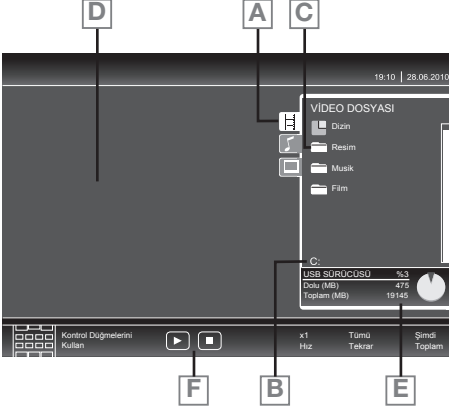 D A C
19:10 | 28.06.2010
VİDEO DOSYASI
Dizin
Resim
Musik
Film
C:
USB SÜRÜCÜSÜ %3
Dolu (MB) 475
Toplam (MB) 19145
Kontrol Düğmelerini
Kullan
x1 Tümü Şimdi
Hız Tekrar Toplam
F B E